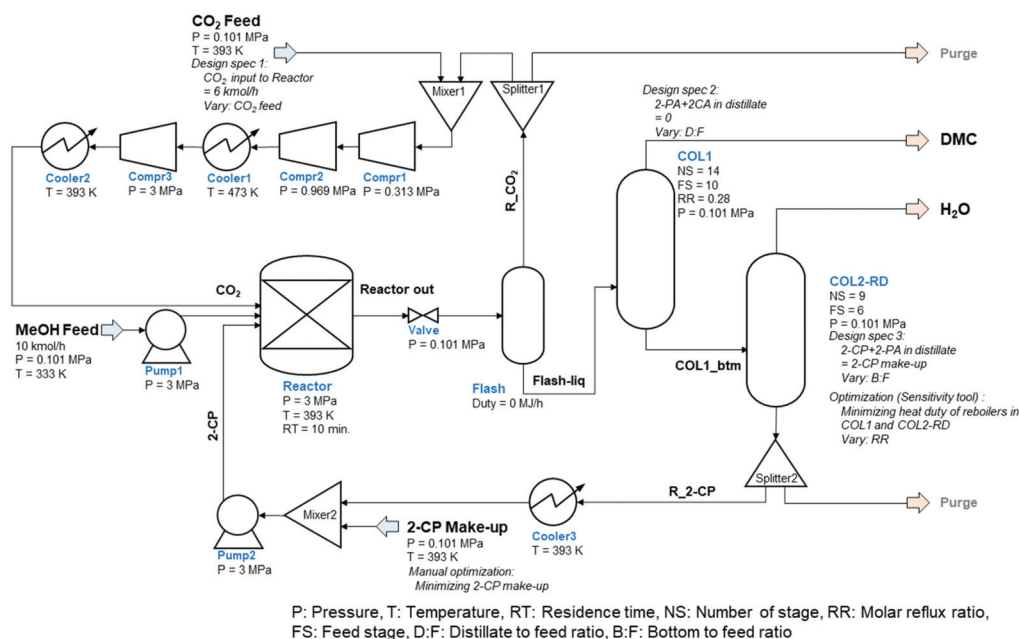 CO₂ Feed
P = 0.101 MPa
T = 393 K
Design spec 1:
CO₂ input to Reactor
= 6 kmol/h
Vary: CO₂ feed
Mixer1
Splitter1
Purge
Design spec 2:
2-PA+2CA in distillate
= 0
Vary: D:F
DMC
Cooler2
T = 393 K
Compr3
P = 3 MPa
Cooler1
T = 473 K
Compr2
P = 0.969 MPa
Compr1
P = 0.313 MPa
R_CO₂
COL1
NS = 14
FS = 10
RR = 0.28
P = 0.101 MPa
H₂O
CO₂
Reactor out
MeOH Feed
10 kmol/h
P = 0.101 MPa
T = 333 K
Pump1
P = 3 MPa
Reactor
P = 3 MPa
T = 393 K
RT = 10 min.
Valve
P = 0.101 MPa
Flash
Duty = 0 MJ/h
Flash-liq
COL1_btm
COL2-RD
NS = 9
FS = 6
P = 0.101 MPa
Design spec 3:
2-CP+2-PA in distillate
= 2-CP make-up
Vary: B:F
Optimization (Sensitivity tool) :
Minimizing heat duty of reboilers in
COL1 and COL2-RD
Vary: RR
2-CP
Splitter2
Purge
R_2-CP
Cooler3
T = 393 K
Mixer2
2-CP Make-up
P = 0.101 MPa
T = 393 K
Manual optimization:
Minimizing 2-CP make-up
Pump2
P = 3 MPa
P: Pressure, T: Temperature, RT: Residence time, NS: Number of stage, RR: Molar reflux ratio,
FS: Feed stage, D:F: Distillate to feed ratio, B:F: Bottom to feed ratio